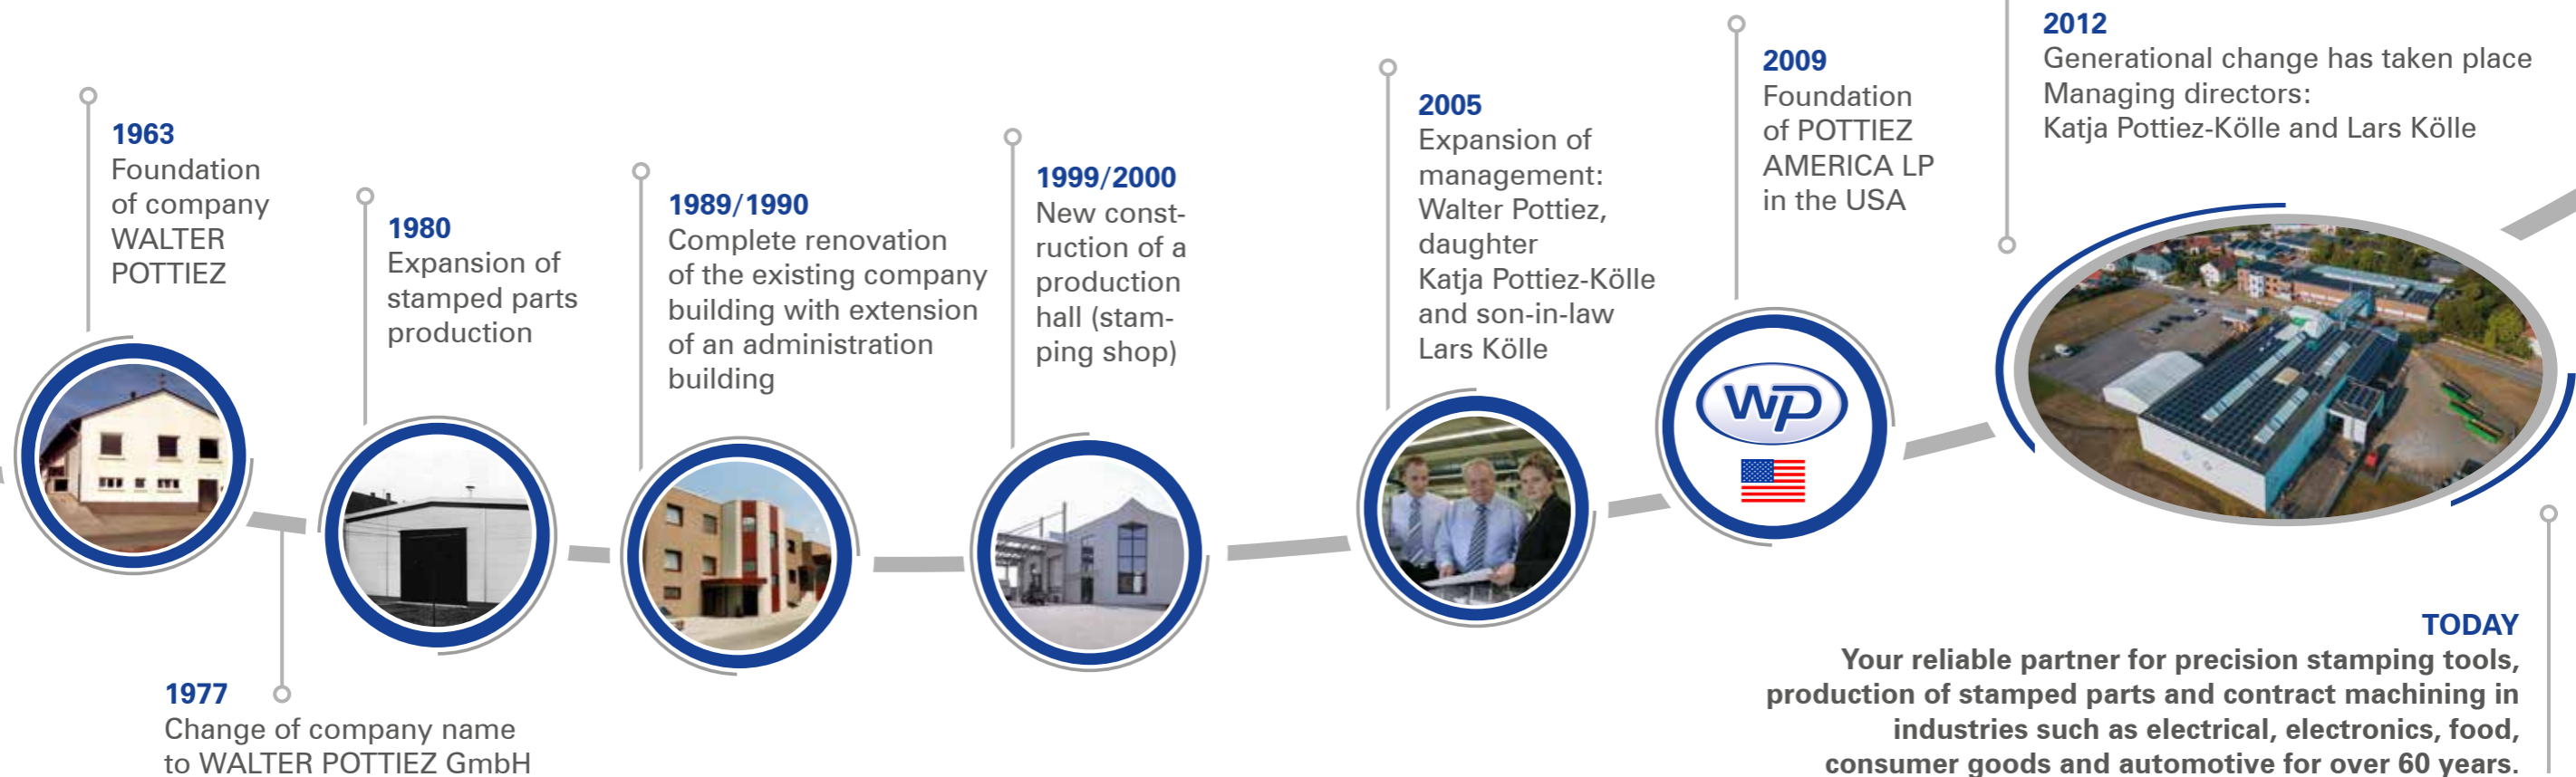 1963
Foundation
of company
WALTER
POTTIEZ
1977
Change of company name
to WALTER POTTIEZ GmbH
1980
Expansion of
stamped parts
production
1989/1990
Complete renovation
of the existing company
building with extension
of an administration
building
1999/2000
New const-
ruction of a
production
hall (stam-
ping shop)
2005
Expansion of
management:
Walter Pottiez,
daughter
Katja Pottiez-Kölle
and son-in-law
Lars Kölle
2009
Foundation
of POTTIEZ
AMERICA LP
in the USA
WP
2012
Generational change has taken place
Managing directors:
Katja Pottiez-Kölle and Lars Kölle
TODAY
Your reliable partner for precision stamping tools,
production of stamped parts and contract machining in
industries such as electrical, electronics, food,
consumer goods and automotive for over 60 years.